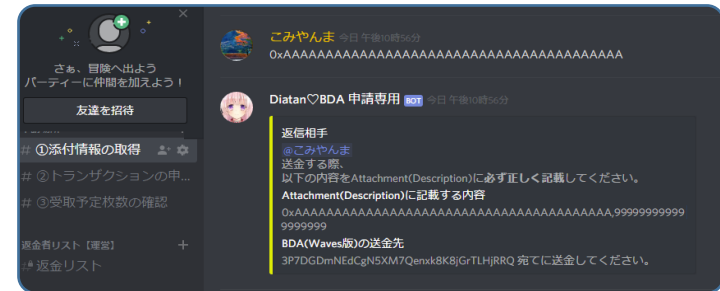 さぁ、冒険へ出よう
パーティーに仲間を加えよう！
友達を招待
# ①添付情報の取得
# ②トランザクションの申...
# ③受取予定枚数の確認
返金者リスト【運営】
返金リスト
こみやんま 今日 午後10時56分
0xAAAAAAAAAAAAAAAAAAAAAAAAAAAAAAAAAAAAAAAA
Diatan♡BDA 申請専用 BOT 今日 午後10時56分
返信相手
@こみやんま
送金する際、
以下の内容をAttachment(Description)に必ず正しく記載してください。
Attachment(Description)に記載する内容
0xAAAAAAAAAAAAAAAAAAAAAAAAAAAAAAAAAAAAAAAA,99999999999
9999999
BDA(Waves版)の送金先
3P7DGDmNEdCgN5XM7Qenxk8K8jGrTLHjRRQ 宛てに送金してください。